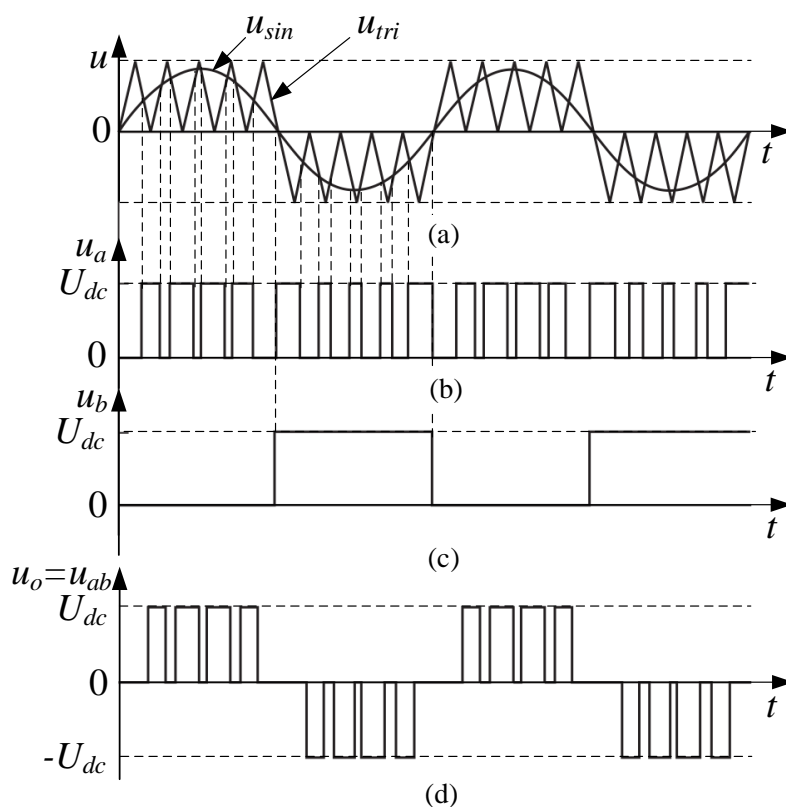 u_sin u_tri
u
0
t
(a)
u_a
U_dc
0
t
(b)
u_b
U_dc
0
t
(c)
u_o=u_ab
U_dc
0
t
-U_dc
(d)